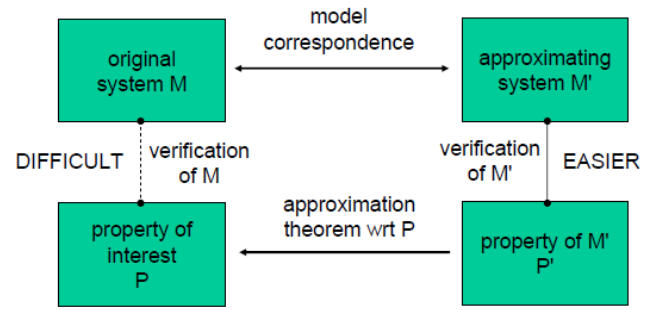 model
correspondence
original
system M
approximating
system M'
DIFFICULT
verification
of M
verification
of M'
EASIER
approximation
theorem wrt P
property of
interest
P
property of M'
P'